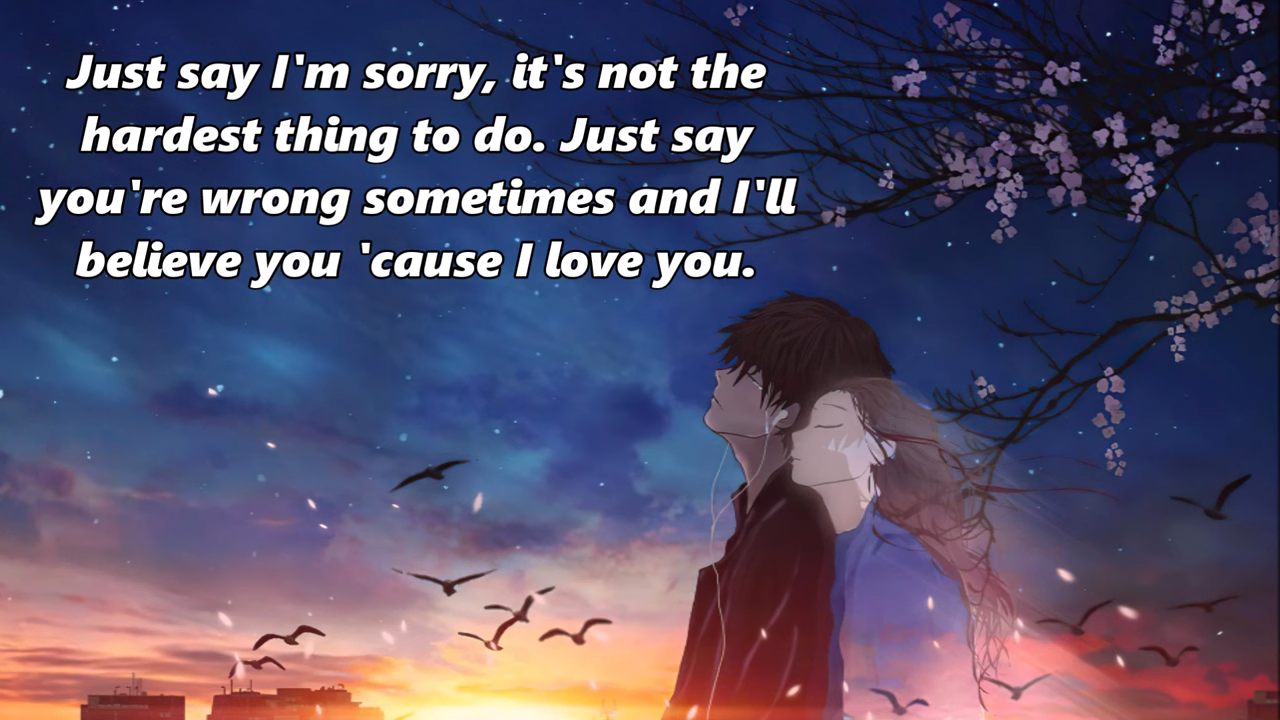 Just say I'm sorry, it's not the
hardest thing to do. Just say
you're wrong sometimes and I'll
believe you 'cause I love you.